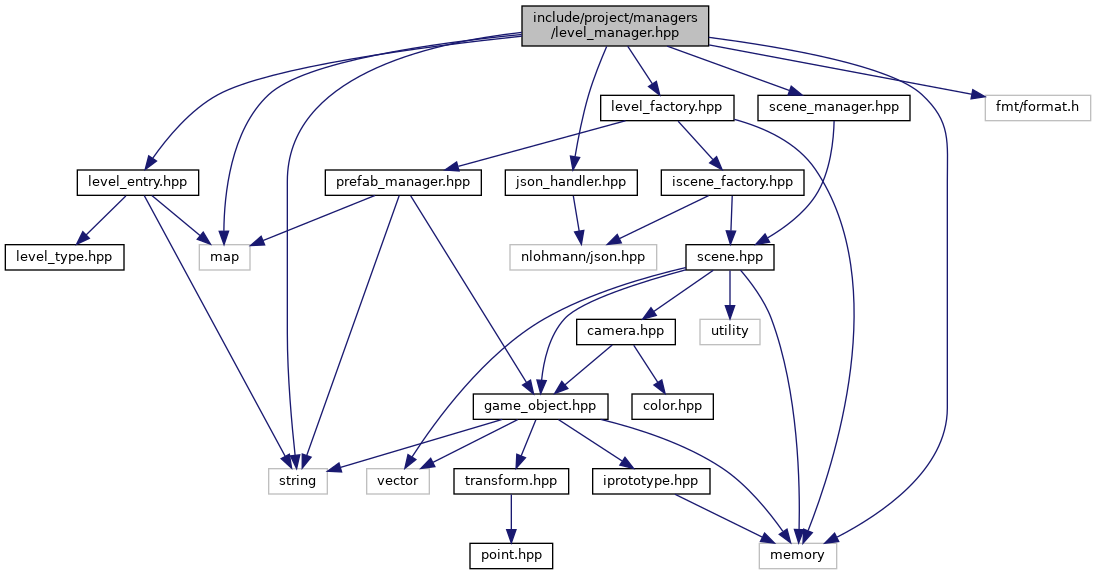 include/project/managers
/level_manager.hpp
level_factory.hpp
scene_manager.hpp
fmt/format.h
level_entry.hpp
prefab_manager.hpp
json_handler.hpp
iscene_factory.hpp
level_type.hpp
map
nlohmann/json.hpp
scene.hpp
camera.hpp
utility
game_object.hpp
color.hpp
string
vector
transform.hpp
iprototype.hpp
point.hpp
memory